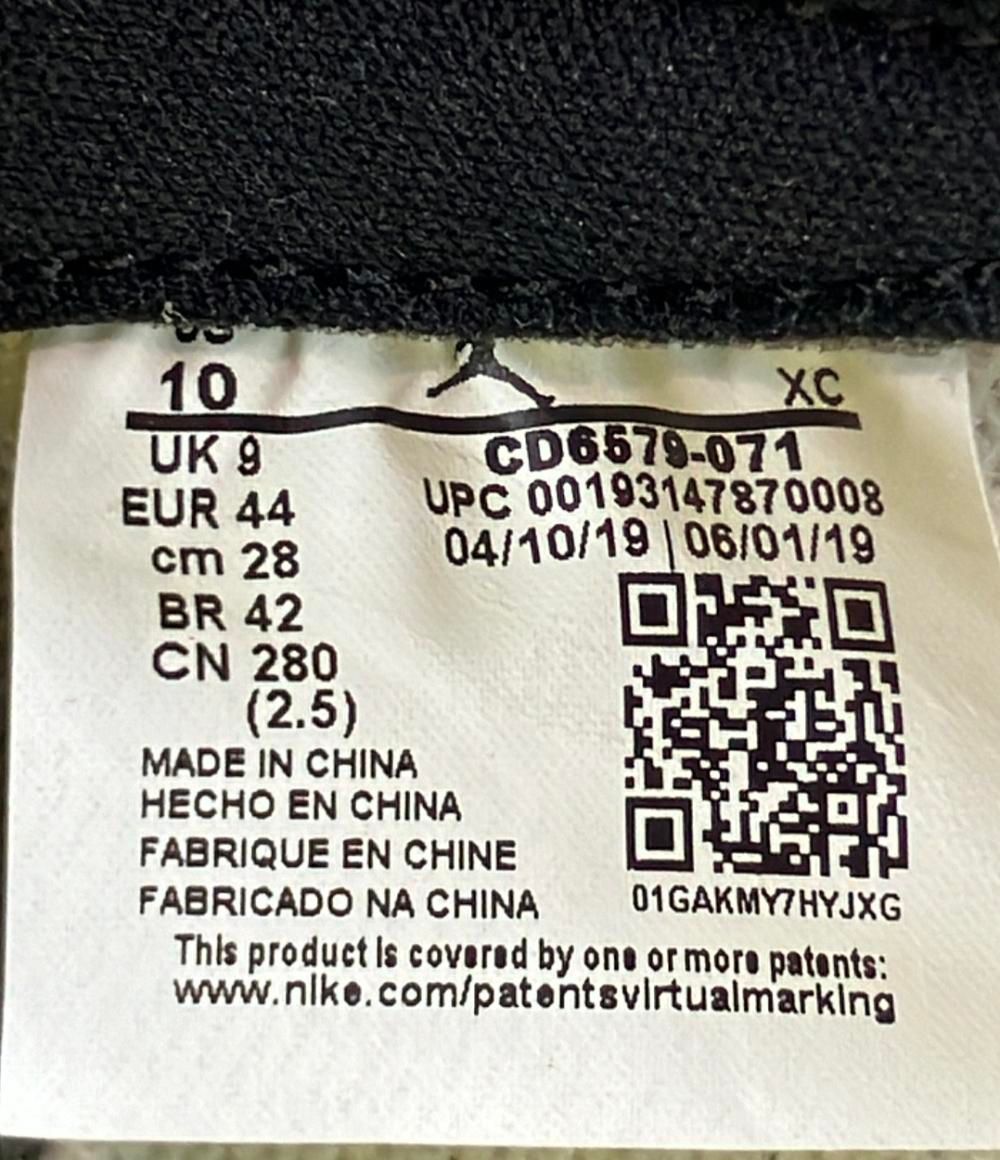 10 XC
UK 9 CD6579-071
EUR 44 UPC 00193147870008
cm 28 04/10/19 | 06/01/19
BR 42
CN 280
(2.5)
MADE IN CHINA
HECHO EN CHINA
FABRIQUE EN CHINE
FABRICADO NA CHINA
01GAKMY7HYJXG
This product is covered by one or more patents:
www.nike.com/patentsvirtualmarking